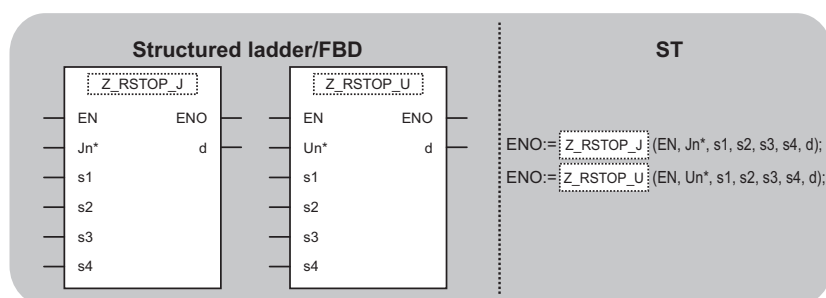 Structured ladder/FBD
Z_RSTOP_J
EN ENO
Jn* d
s1
s2
s3
s4
Z_RSTOP_U
EN ENO
Un* d
s1
s2
s3
s4
ST
ENO:= Z_RSTOP_J (EN, Jn*, s1, s2, s3, s4, d);
ENO:= Z_RSTOP_U (EN, Un*, s1, s2, s3, s4, d);